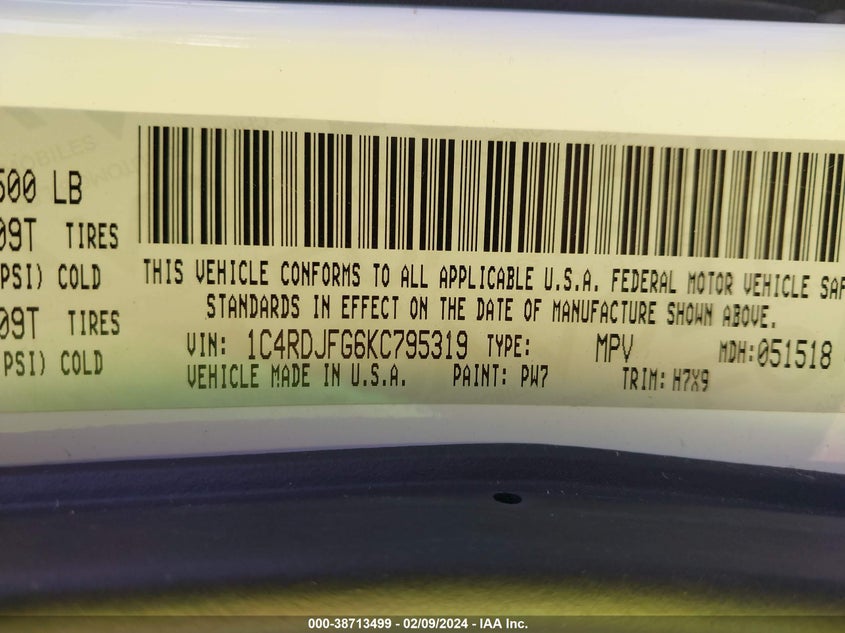 500 LB
09T TIRES
PSI) COLD
09T TIRES
PSI) COLD
THIS VEHICLE CONFORMS TO ALL APPLICABLE U.S.A. FEDERAL MOTOR VEHICLE SAF
STANDARDS IN EFFECT ON THE DATE OF MANUFACTURE SHOWN ABOVE.
VIN: 1C4RDJFG6KC795319 TYPE: MPV MDH:051518
VEHICLE MADE IN U.S.A. PAINT: PW7 TRIM: H7X9
000-38713499 - 02/09/2024 - IAA Inc.